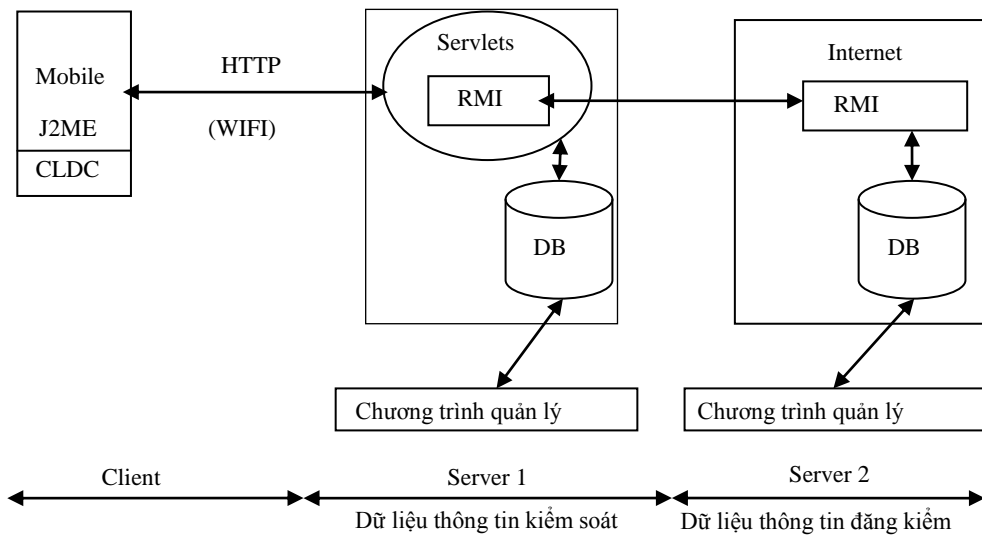 Servlets
Internet
HTTP
Mobile
RMI
RMI
J2ME
(WIFI)
CLDC
DB
DB
Chương trình quản lý
Chương trình quản lý
Client
Server 1
Server 2
Dữ liệu thông tin kiểm soát
Dữ liệu thông tin đăng kiểm